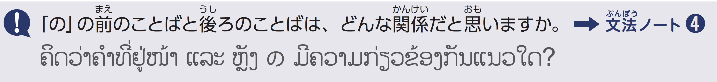 ❗「の」の前のことばと後ろのことばは、どんな関係だと思いますか。➡文法ノート❹
ຄິດວ່າຄຳທີ່ຢູ່ໜ້າ ແລະ ຫຼັງ の ມີຄວາມກ່ຽວຂ້ອງກັນແນວໃດ?